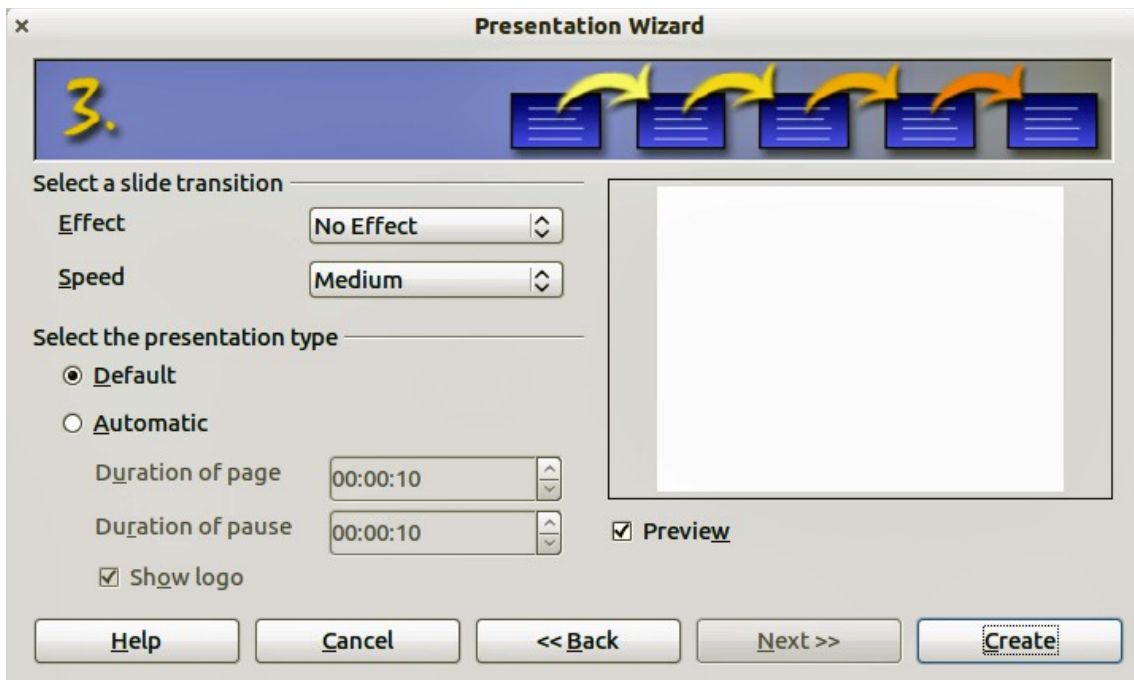 Presentation Wizard
3.
Select a slide transition
Effect No Effect
Speed Medium
Select the presentation type
Default
Automatic
Duration of page 00:00:10
Duration of pause 00:00:10
Show logo
Preview
Help Cancel << Back Next >> Create